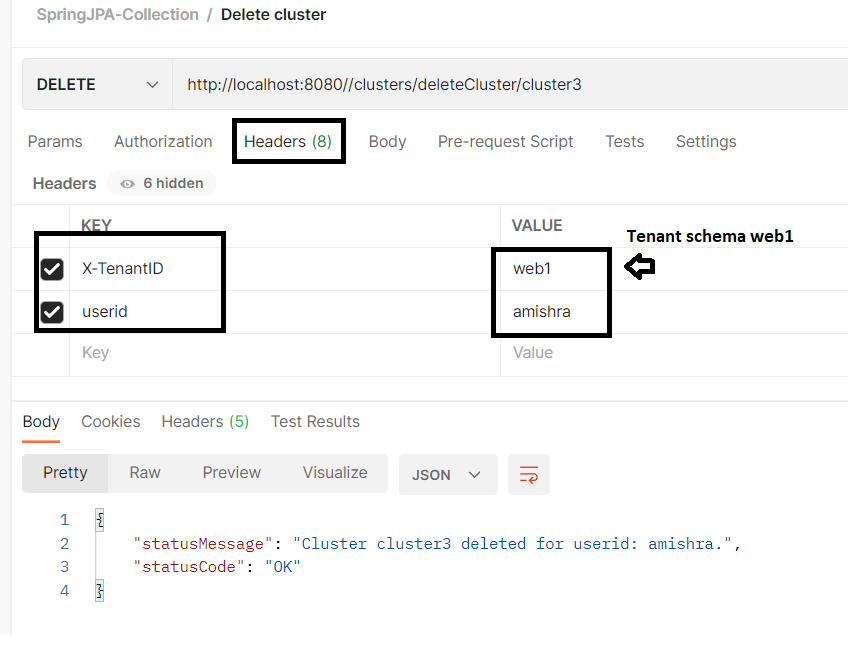 SpringJPA-Collection / Delete cluster
DELETE http://localhost:8080//clusters/deleteCluster/cluster3
Params Authorization Headers (8) Body Pre-request Script Tests Settings
Headers 6 hidden
KEY VALUE
Tenant schema web1
X-TenantID web1
userid amishra
Key Value
Body Cookies Headers (5) Test Results
Pretty Raw Preview Visualize JSON
1 {
2 "statusMessage": "Cluster cluster3 deleted for userid: amishra.",
3 "statusCode": "OK"
4 }